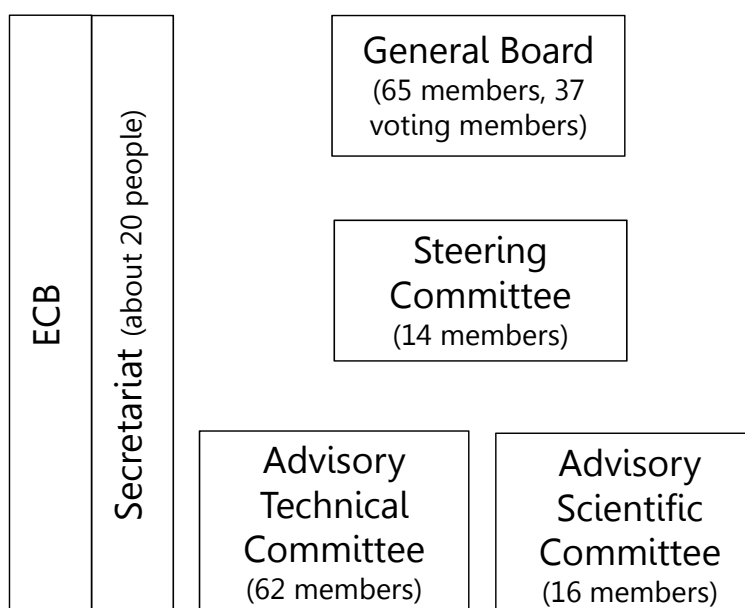 ECB
Secretariat (about 20 people)
General Board
(65 members, 37
voting members)
Steering
Committee
(14 members)
Advisory
Technical
Committee
(62 members)
Advisory
Scientific
Committee
(16 members)